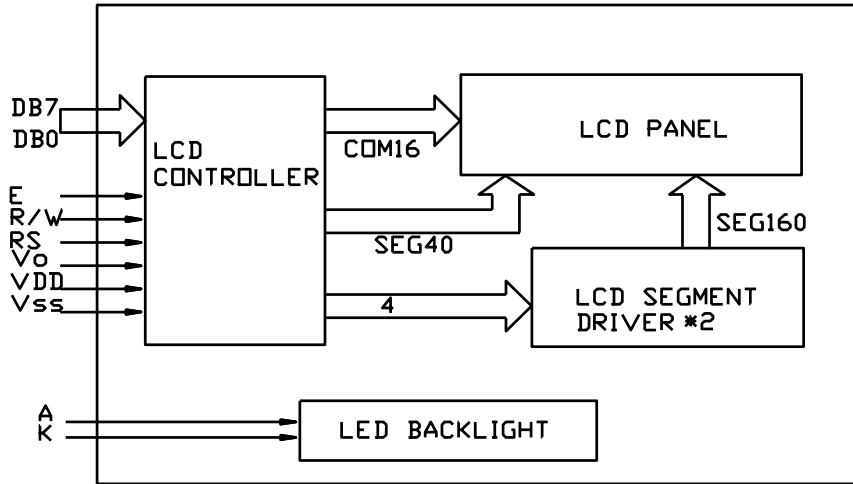 DB7
DB0
E
R/W
RS
Vo
VDD
Vss
LCD
CONTROLLER
COM16
SEG40
4
LCD PANEL
SEG160
LCD SEGMENT
DRIVER *2
A
K
LED BACKLIGHT